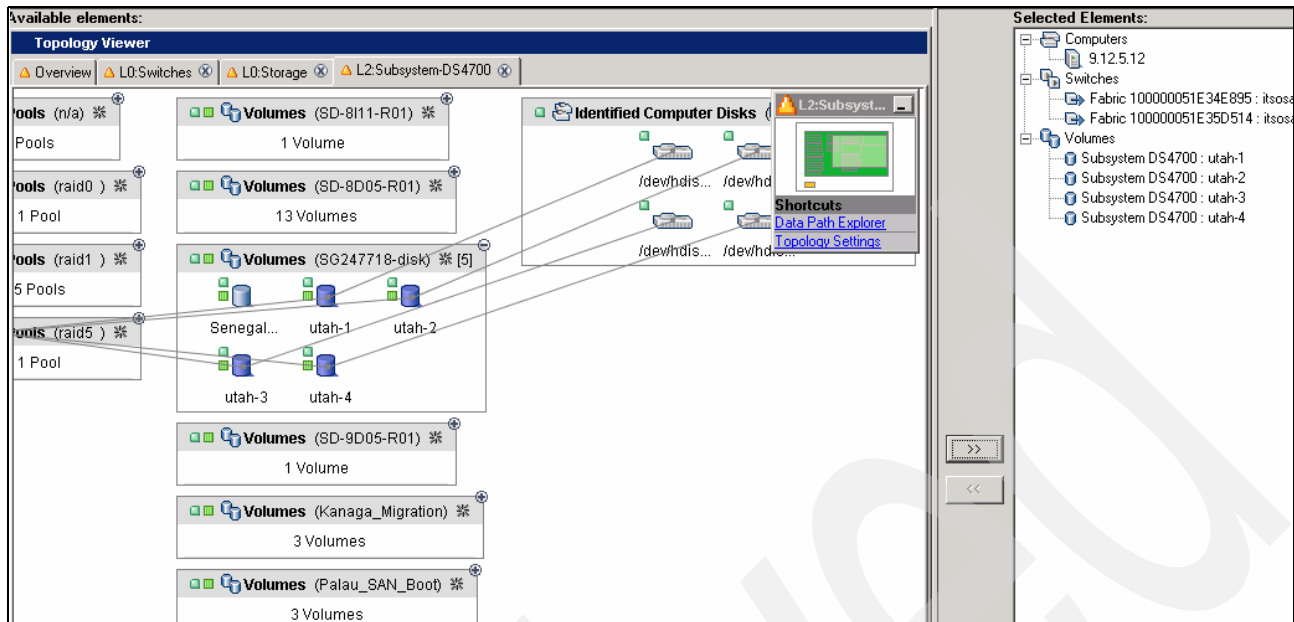 Available elements:
Topology Viewer
Overview L0:Switches L0:Storage L2:Subsystem-DS4700
Pools (n/a)
Pools
Pools (raid0 )
1 Pool
Pools (raid1 )
5 Pools
Pools (raid5 )
1 Pool
Volumes (SD-8I11-R01)
1 Volume
Volumes (SD-8D05-R01)
13 Volumes
Volumes (SG247718-disk) [5]
Senegal... utah-1 utah-2
utah-3 utah-4
Volumes (SD-9D05-R01)
1 Volume
Volumes (Kanaga_Migration)
3 Volumes
Volumes (Palau_SAN_Boot)
3 Volumes
Identified Computer Disks (
/dev/hdis... /dev/hd
/dev/hdis... /dev/hdis...
L2:Subsyst...
Shortcuts
Data Path Explorer
Topology Settings
>>
<<
Selected Elements:
Computers
9.12.5.12
Switches
Fabric 100000051E34E895 : itsosa
Fabric 100000051E35D514 : itsosa
Volumes
Subsystem DS4700 : utah-1
Subsystem DS4700 : utah-2
Subsystem DS4700 : utah-3
Subsystem DS4700 : utah-4